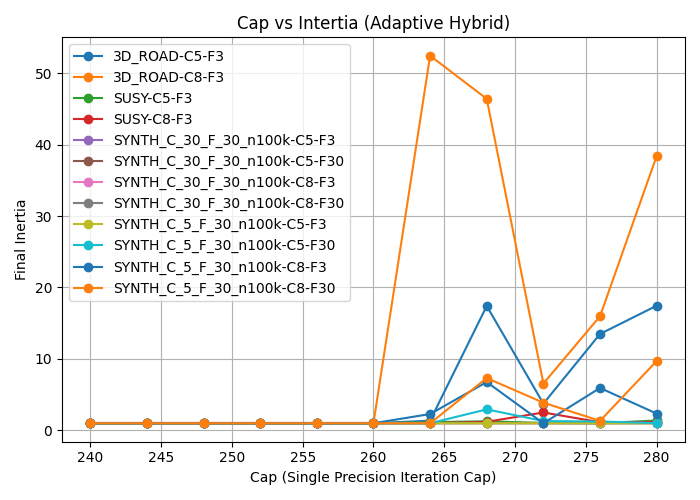 Cap vs Intertia (Adaptive Hybrid)
3D_ROAD-C5-F3
3D_ROAD-C8-F3
SUSY-C5-F3
SUSY-C8-F3
SYNTH_C_30_F_30_n100k-C5-F3
SYNTH_C_30_F_30_n100k-C5-F30
SYNTH_C_30_F_30_n100k-C8-F3
SYNTH_C_30_F_30_n100k-C8-F30
SYNTH_C_5_F_30_n100k-C5-F3
SYNTH_C_5_F_30_n100k-C5-F30
SYNTH_C_5_F_30_n100k-C8-F3
SYNTH_C_5_F_30_n100k-C8-F30
Final Inertia
50
40
30
20
10
0
240 245 250 255 260 265 270 275 280
Cap (Single Precision Iteration Cap)